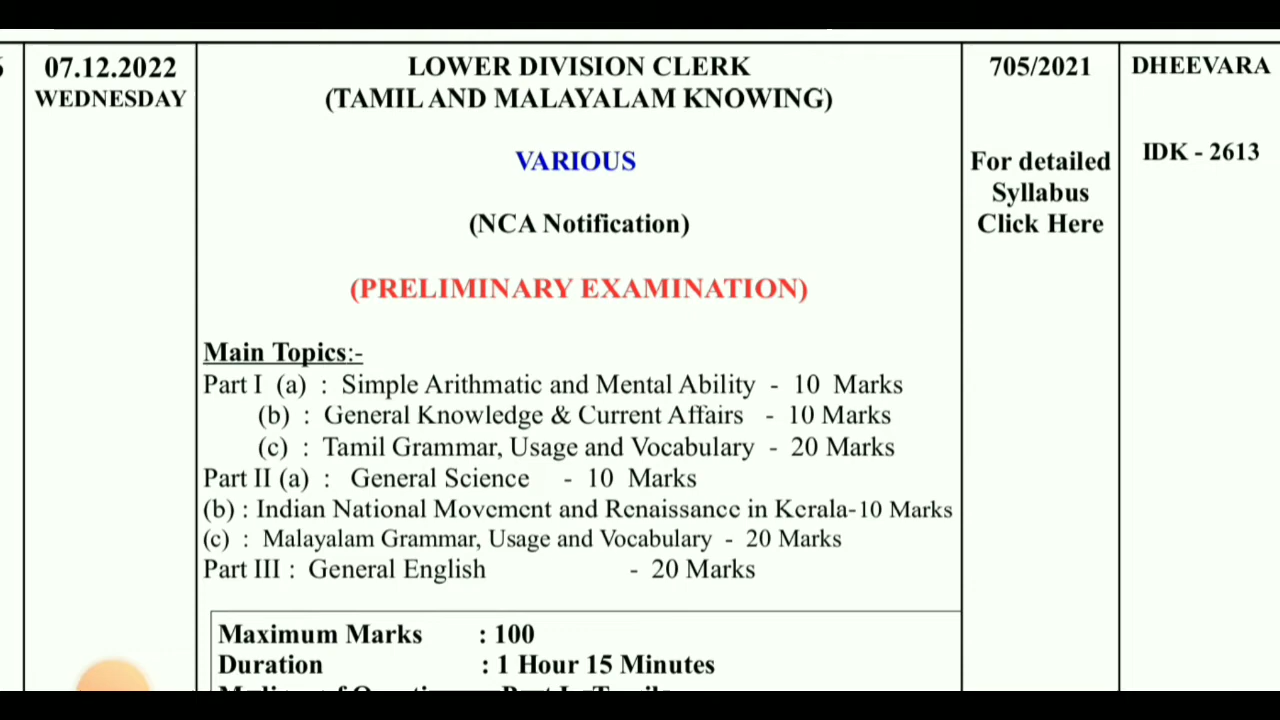 07.12.2022
WEDNESDAY
LOWER DIVISION CLERK
(TAMIL AND MALAYALAM KNOWING)
VARIOUS
(NCA Notification)
(PRELIMINARY EXAMINATION)
Main Topics:-
Part I (a) : Simple Arithmatic and Mental Ability - 10 Marks
(b) : General Knowledge & Current Affairs - 10 Marks
(c) : Tamil Grammar, Usage and Vocabulary - 20 Marks
Part II (a) : General Science - 10 Marks
(b) : Indian National Movement and Renaissance in Kerala-10 Marks
(c) : Malayalam Grammar, Usage and Vocabulary - 20 Marks
Part III : General English - 20 Marks
Maximum Marks : 100
Duration : 1 Hour 15 Minutes
705/2021
For detailed
Syllabus
Click Here
DHEEVARA
IDK - 2613